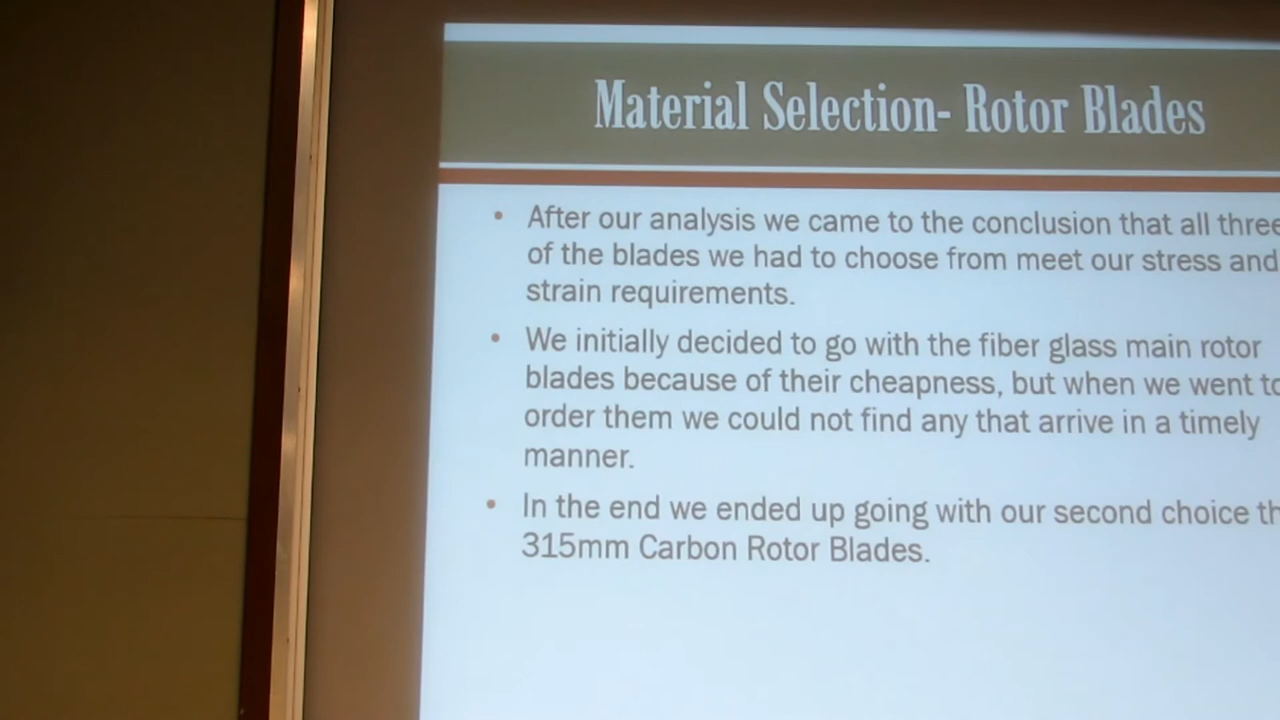 Material Selection- Rotor Blades
• After our analysis we came to the conclusion that all three
of the blades we had to choose from meet our stress and
strain requirements.
• We initially decided to go with the fiber glass main rotor
blades because of their cheapness, but when we went to
order them we could not find any that arrive in a timely
manner.
• In the end we ended up going with our second choice th
315mm Carbon Rotor Blades.